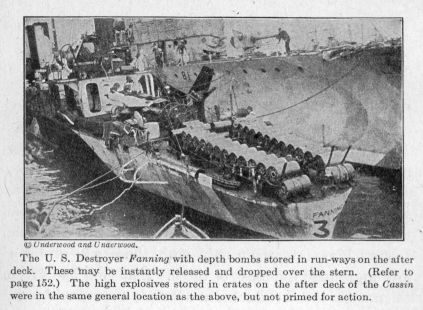 FANNING
3
© Underwood and Unaerwood.
The U. S. Destroyer Fanning with depth bombs stored in run-ways on the after
deck. These may be instantly released and dropped over the stern. (Refer to
page 152.) The high explosives stored in crates on the after deck of the Cassin
were in the same general location as the above, but not primed for action.